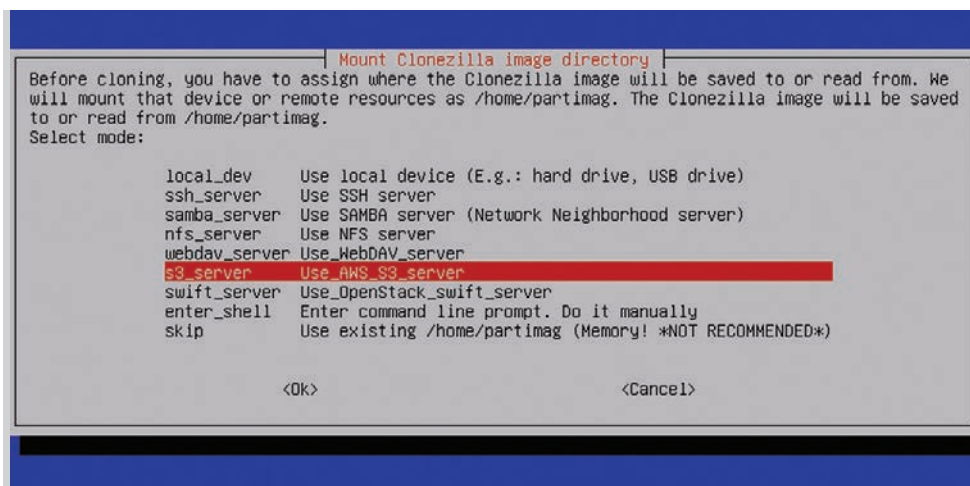 Mount Clonezilla image directory
Before cloning, you have to assign where the Clonezilla image will be saved to or read from. We
will mount that device or remote resources as /home/partimag. The Clonezilla image will be saved
to or read from /home/partimag.
Select mode:
local_dev Use local device (E.g.: hard drive, USB drive)
ssh_server Use SSH server
samba_server Use SAMBA server (Network Neighborhood server)
nfs_server Use NFS server
webdav_server Use_WebDAV_server
s3_server Use_AWS_S3_server
swift_server Use_OpenStack_swift_server
enter_shell Enter command line prompt. Do it manually
skip Use existing /home/partimag (Memory! *NOT RECOMMENDED*)
<Ok> <Cancel>